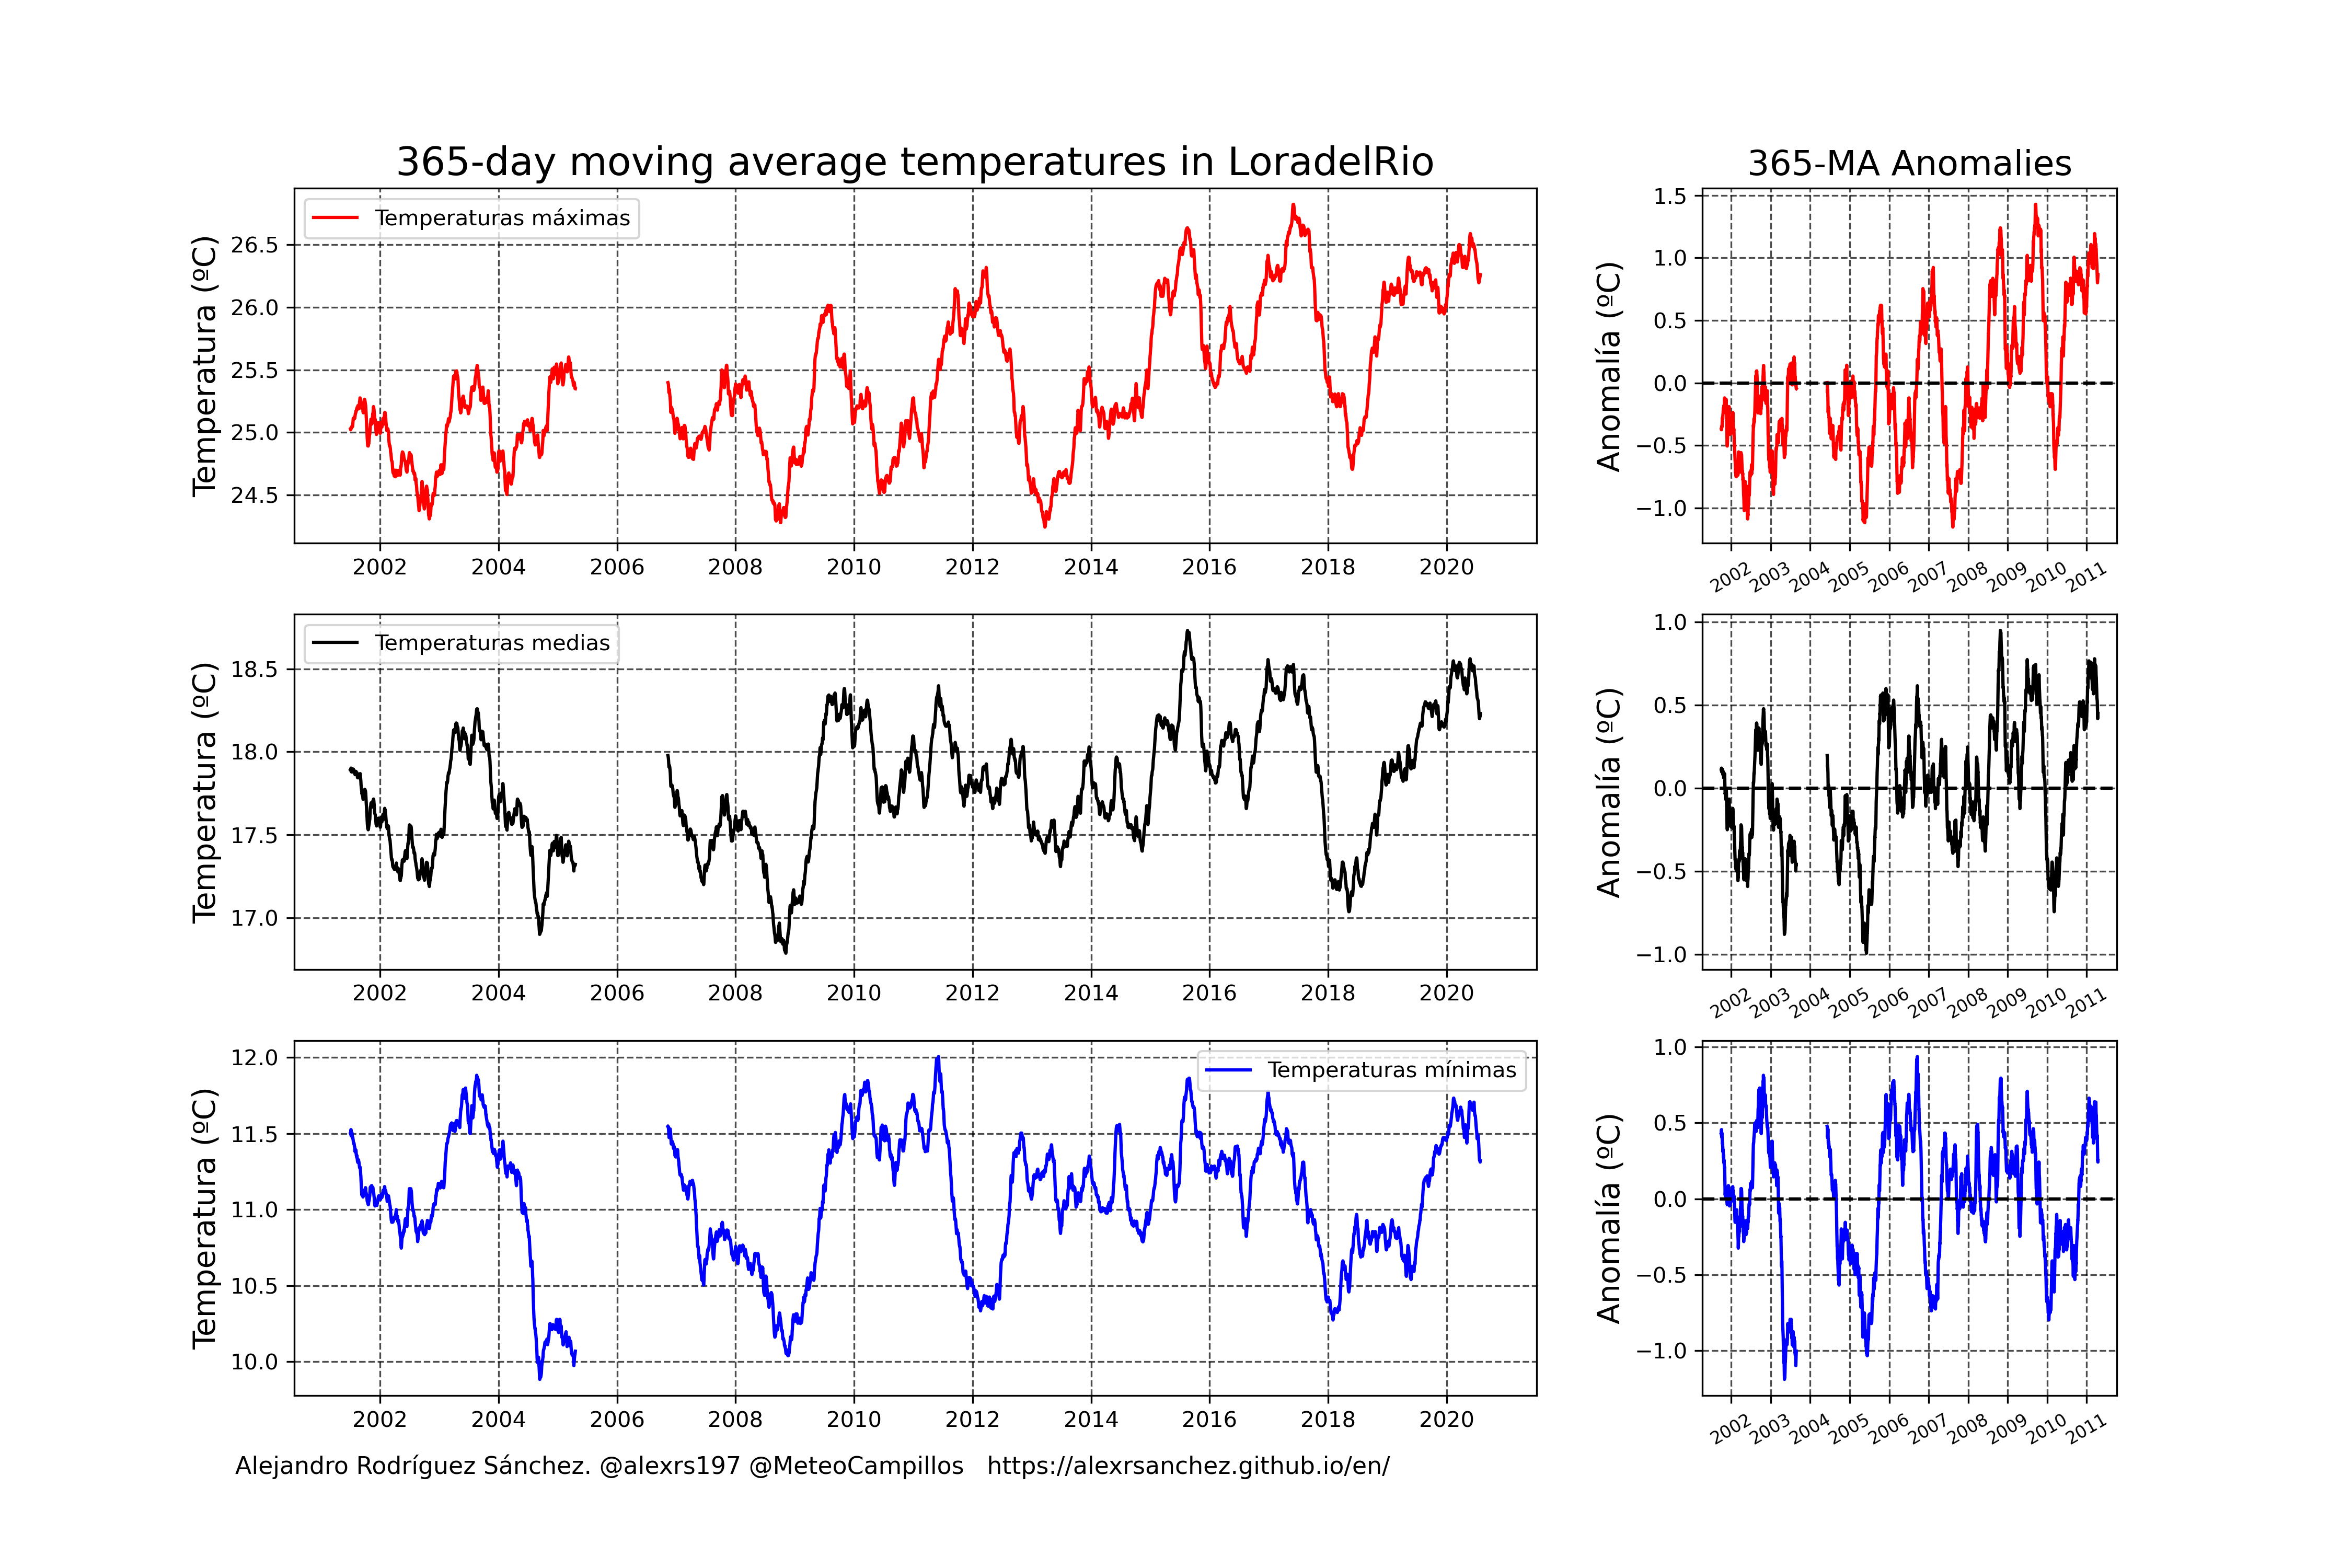 365-day moving average temperatures in LoradelRio
365-MA Anomalies
Temperatura (ºC)
26.5
26.0
25.5
25.0
24.5
Temperaturas máximas
2002 2004 2006 2008 2010 2012 2014 2016 2018 2020
Anomalía (ºC)
1.5
1.0
0.5
0.0
−0.5
−1.0
2002 2003 2004 2005 2006 2007 2008 2009 2010 2011
Temperatura (ºC)
18.5
18.0
17.5
17.0
Temperaturas medias
2002 2004 2006 2008 2010 2012 2014 2016 2018 2020
Anomalía (ºC)
1.0
0.5
0.0
−0.5
−1.0
2002 2003 2004 2005 2006 2007 2008 2009 2010 2011
Temperatura (ºC)
12.0
11.5
11.0
10.5
10.0
Temperaturas mínimas
2002 2004 2006 2008 2010 2012 2014 2016 2018 2020
Anomalía (ºC)
1.0
0.5
0.0
−0.5
−1.0
2002 2003 2004 2005 2006 2007 2008 2009 2010 2011
Alejandro Rodríguez Sánchez. @alexrs197 @MeteoCampillos https://alexrsanchez.github.io/en/